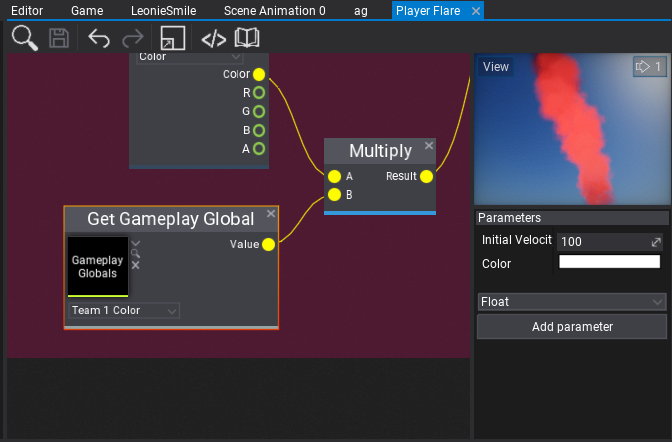 Editor Game LeonieSmile Scene Animation 0 ag Player Flare
View 1
Color
Color
R
G
B
A
Multiply
A Result
B
Get Gameplay Global
Value
Gameplay
Globals
Team 1 Color
Parameters
Initial Velocit 100
Color
Float
Add parameter